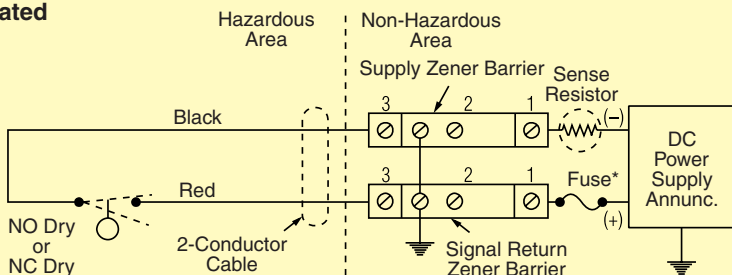 Hazardous
Area
Non-Hazardous
Area
Supply Zener Barrier
Sense
Resistor
3
2
1
Black
(–)
DC
Power
Supply
Annunc.
3
2
1
Red
Fuse*
(+)
NO Dry
or
NC Dry
2-Conductor
Cable
Signal Return
Zener Barrier